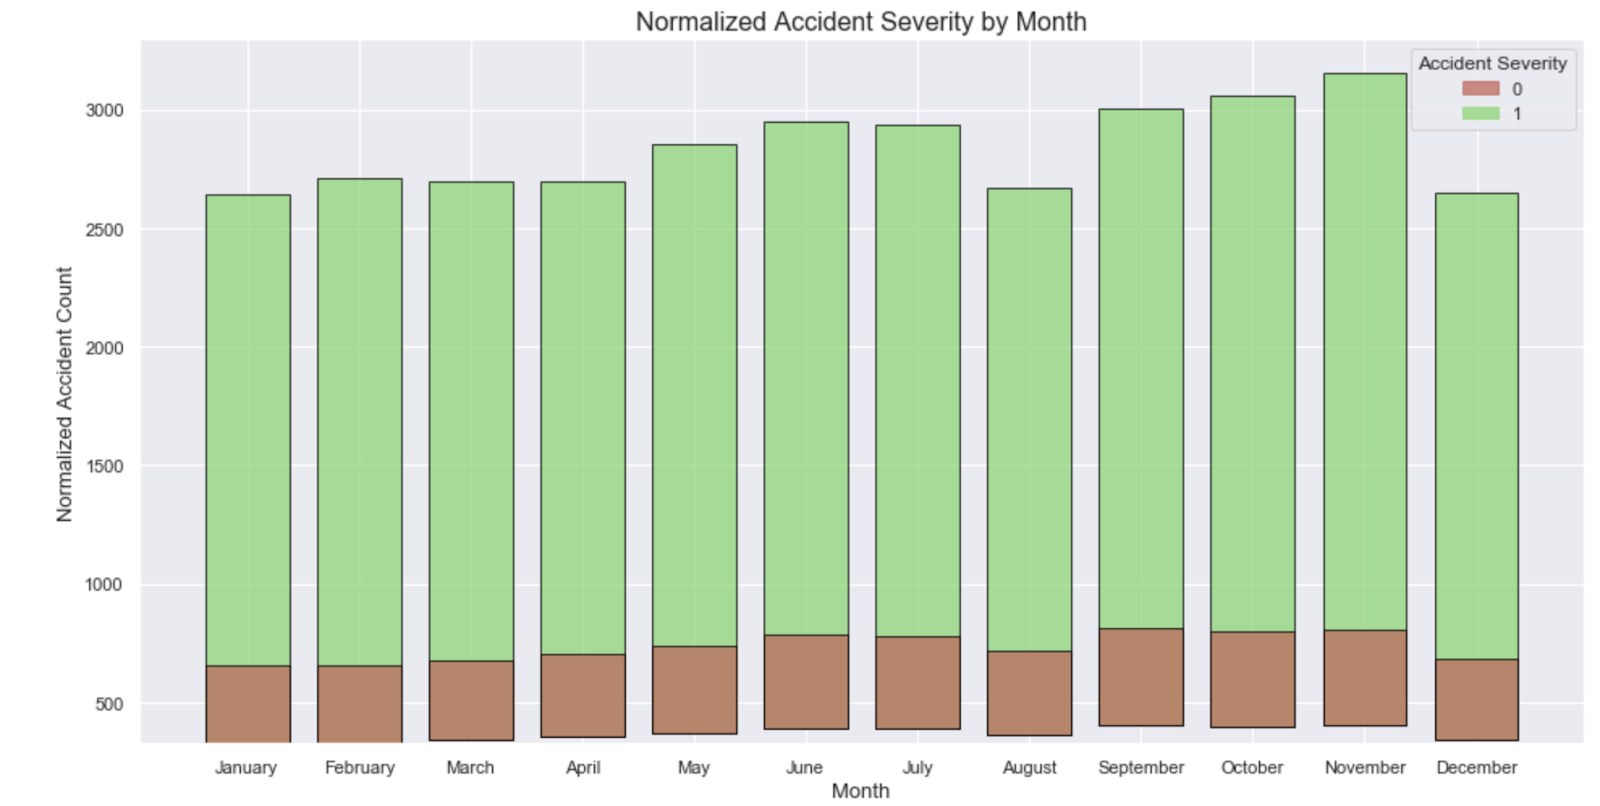 Normalized Accident Severity by Month
Accident Severity
0
1
Normalized Accident Count
3000
2500
2000
1500
1000
500
January February March April May June July August September October November December
Month